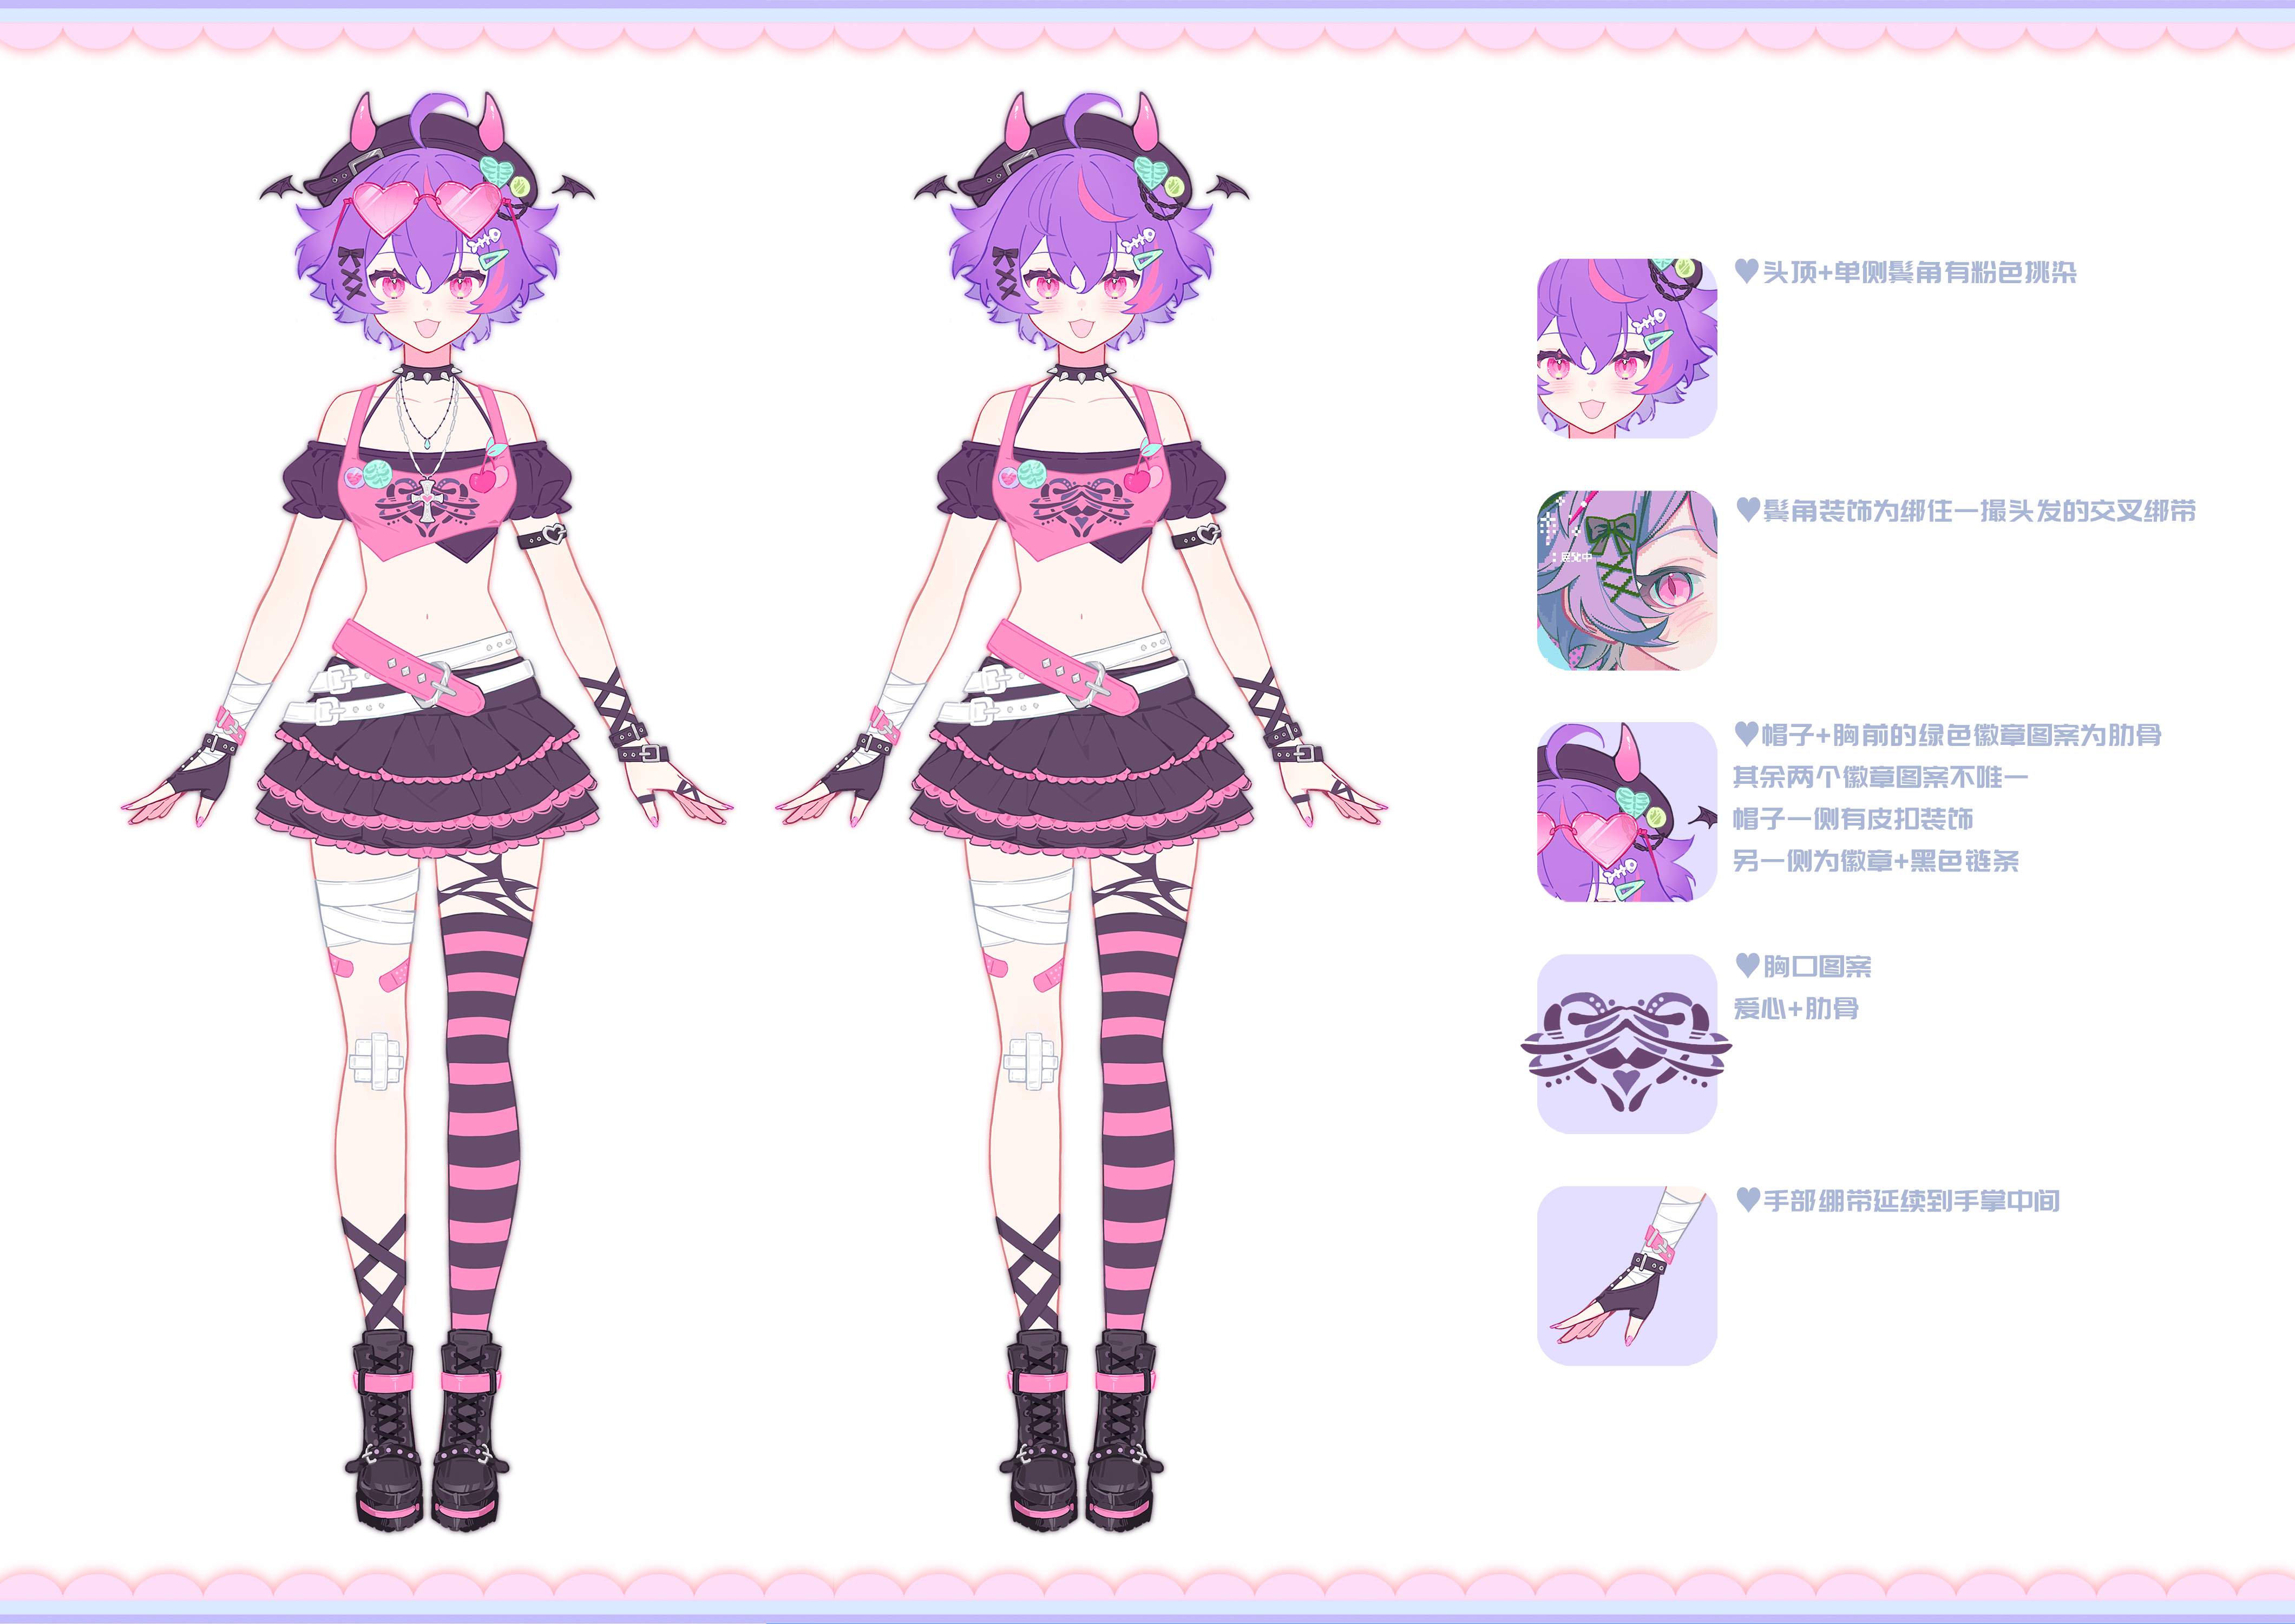 ♥头顶+单侧鬓角有粉色挑染
♥鬓角装饰为绑住一撮头发的交叉绑带
♥帽子+胸前的绿色徽章图案为肋骨
其余两个徽章图案不唯一
帽子一侧有皮扣装饰
另一侧为徽章+黑色链条
♥胸口图案
爱心+肋骨
♥手部绷带延续到手掌中间